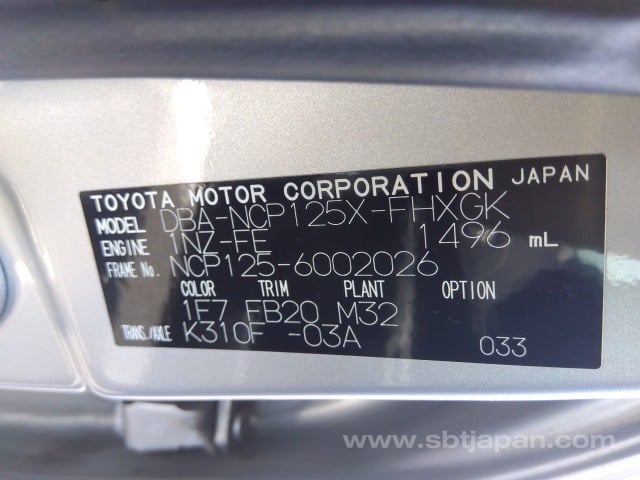 TOYOTA MOTOR CORPORATION JAPAN
MODEL DBA-NCP125X-FHXGK
ENGINE 1NZ-FE 1496 mL
FRAME No. NCP125-6002026
COLOR TRIM PLANT OPTION
1F7 FB20 M32
TRANS./AXLE K310F -03A 033
www.sbtjapan.com